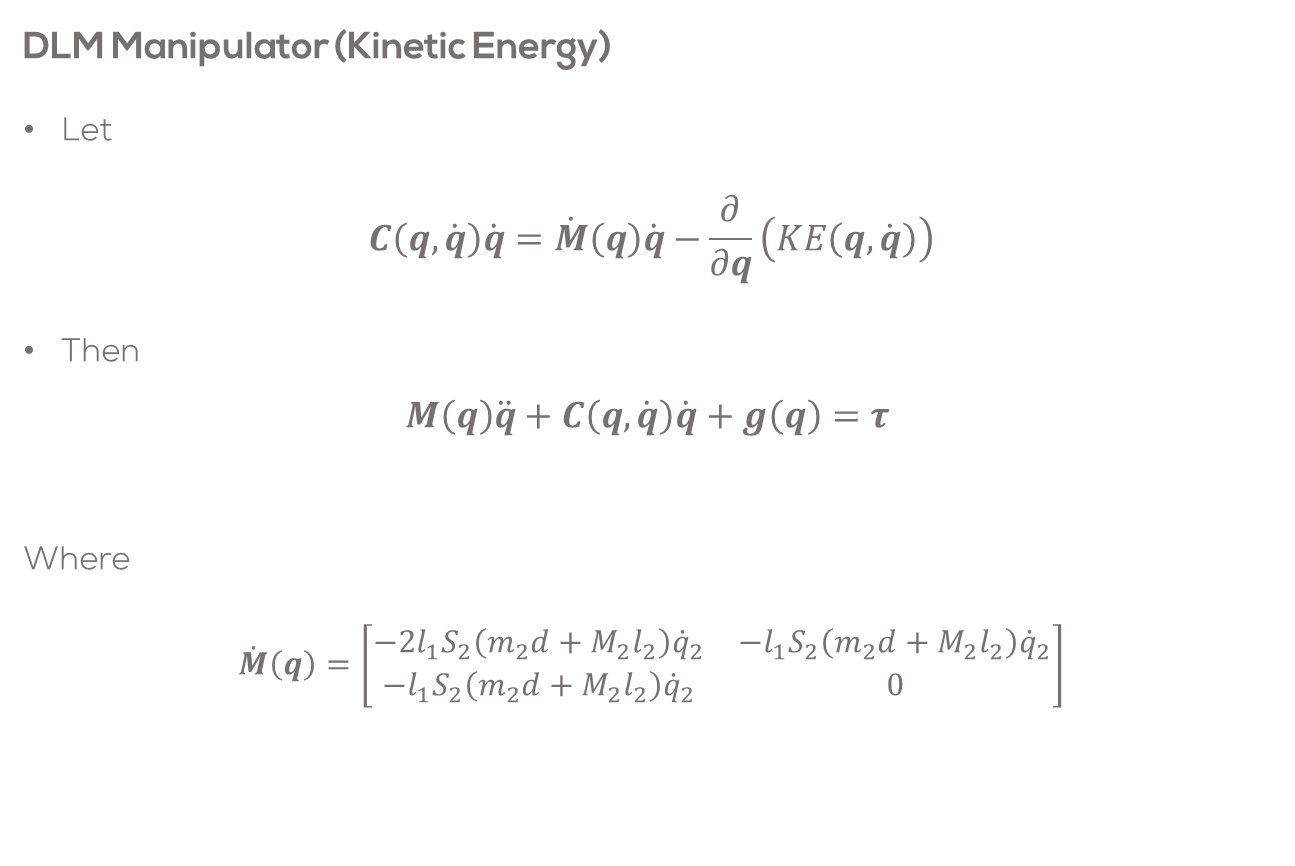 DLM Manipulator (Kinetic Energy)
• Let
𝑪(𝒒, 𝒒̇)𝒒̇ = 𝑴̇(𝒒)𝒒̇ − ∂/∂𝒒 (𝐾𝐸(𝒒, 𝒒̇))
• Then
𝑴(𝒒)𝒒̈ + 𝑪(𝒒, 𝒒̇)𝒒̇ + 𝒈(𝒒) = 𝝉
Where
𝑴̇(𝒒) = [−2𝑙₁𝑆₂(𝑚₂𝑑 + 𝑀₂𝑙₂)𝑞̇₂ −𝑙₁𝑆₂(𝑚₂𝑑 + 𝑀₂𝑙₂)𝑞̇₂
−𝑙₁𝑆₂(𝑚₂𝑑 + 𝑀₂𝑙₂)𝑞̇₂ 0]